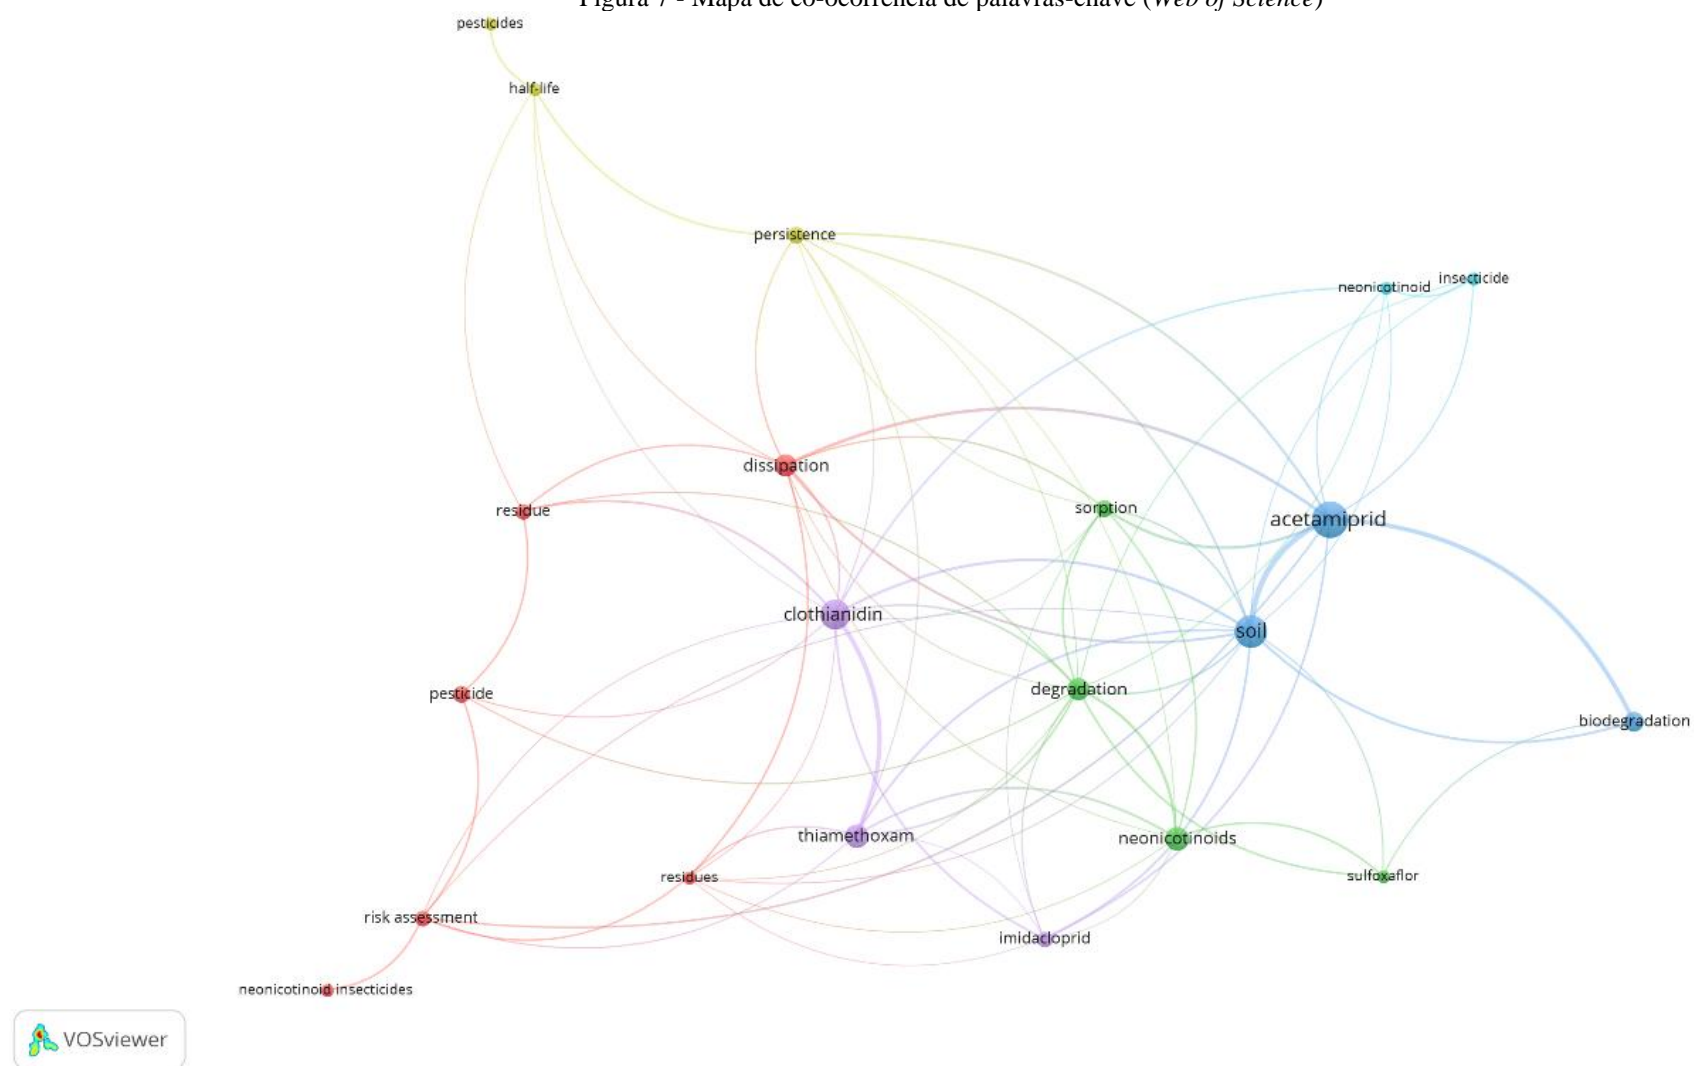 Figura 7 - Mapa de co-ocorrência de palavras-chave (Web of Science)
pesticides
half-life
persistence
insecticide
neonicotinoid
dissipation
residue
sorption
acetamiprid
clothianidin
soil
degradation
pesticide
biodegradation
thiamethoxam
neonicotinoids
residues
sulfoxaflor
risk assessment
imidacloprid
neonicotinoid insecticides
VOSviewer